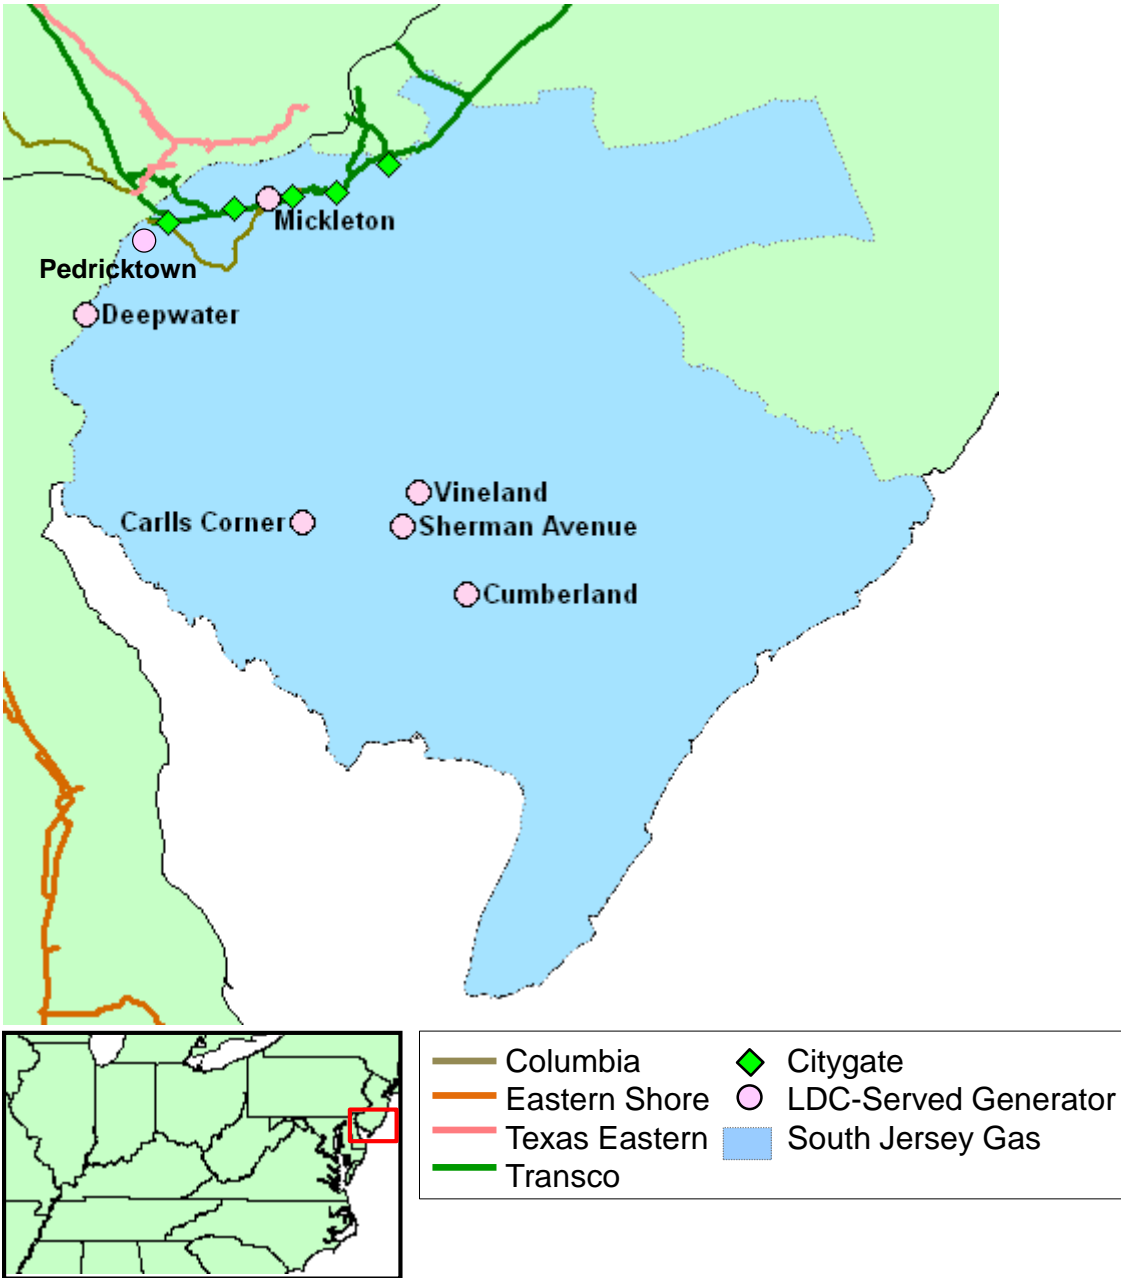 Mickleton
Pedricktown
Deepwater
Vineland
Carlls Corner
Sherman Avenue
Cumberland
Columbia
Citygate
Eastern Shore
LDC-Served Generator
Texas Eastern
South Jersey Gas
Transco